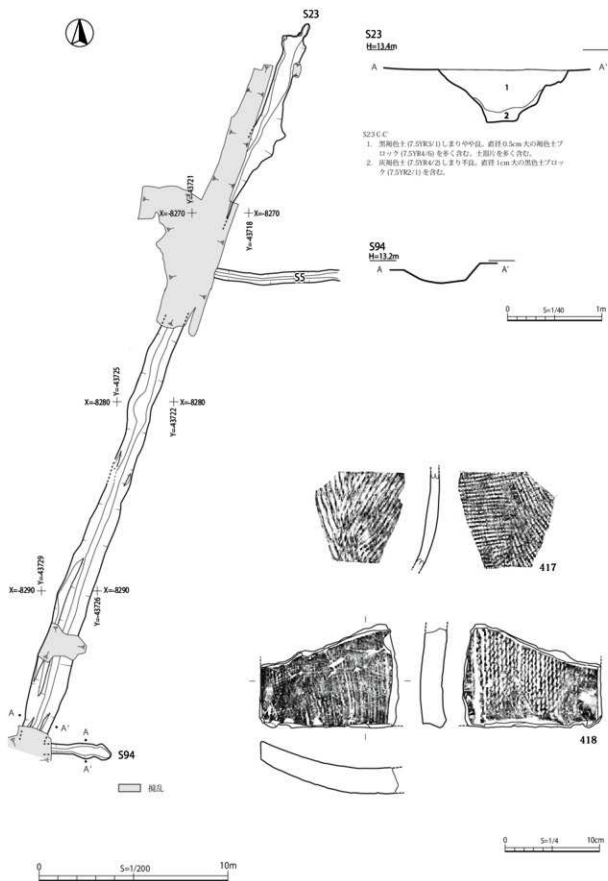 S23
S23
H=13.4m
A
A'
1
2
S23 C-C'
1. 黒褐色土 (7.5YR3/1) しまりやや良。直径 0.5cm 大の褐色土ブ
ロック (7.5YR4/6) を多く含む。土器片を多く含む。
2. 灰褐色土 (7.5YR4/2) しまり不良。直径 1cm 大の黒色土ブロッ
ク (7.5YR2/1) を含む。
Y=-43721
X=-8270
X=-8270
Y=-43718
S5
S94
H=13.2m
A
A'
0
S=1/40
1m
Y=-43725
X=-8280
X=-8280
Y=-43722
417
Y=-43729
X=-8290
X=-8290
Y=-43726
418
A
A'
A
S94
A'
撹乱
0
S=1/200
10m
0
S=1/4
10cm